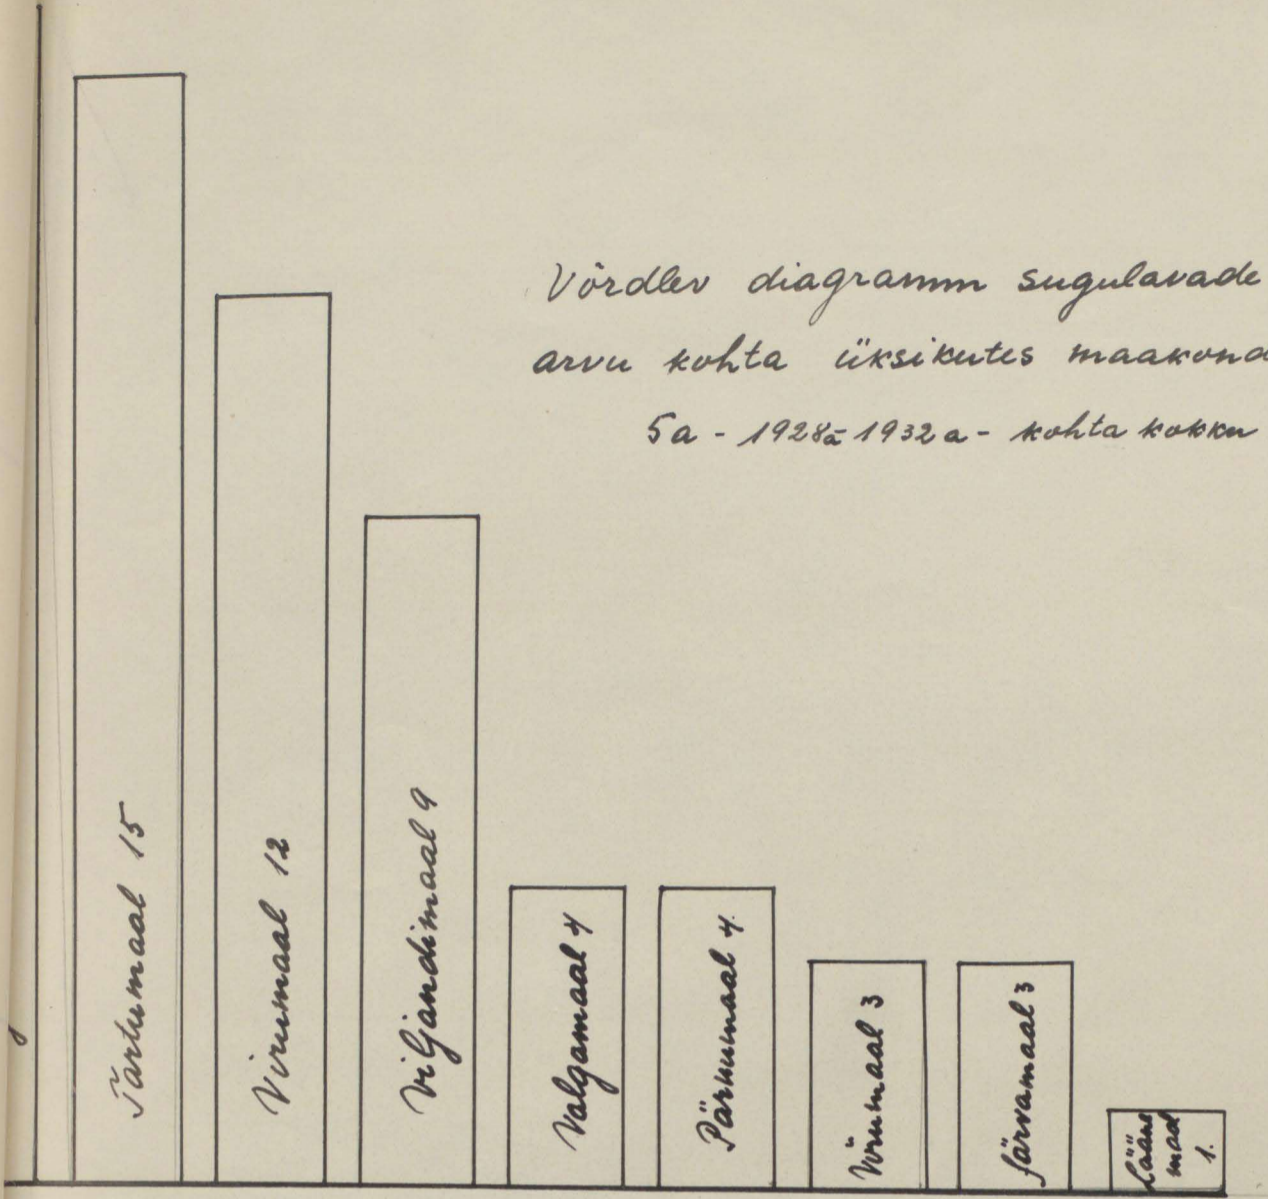 Võrdlev diagramm sugulavade
arvu kohta üksikutes maakond
5a - 1928a - 1932a - kohta kokku
Tartumaal 15
Virumaal 12
Viljandimaal 9
Valgamaal 4
Pärnumaal 4.
Võrumaal 3
Järvamaal 3
Lääne
maal
1.